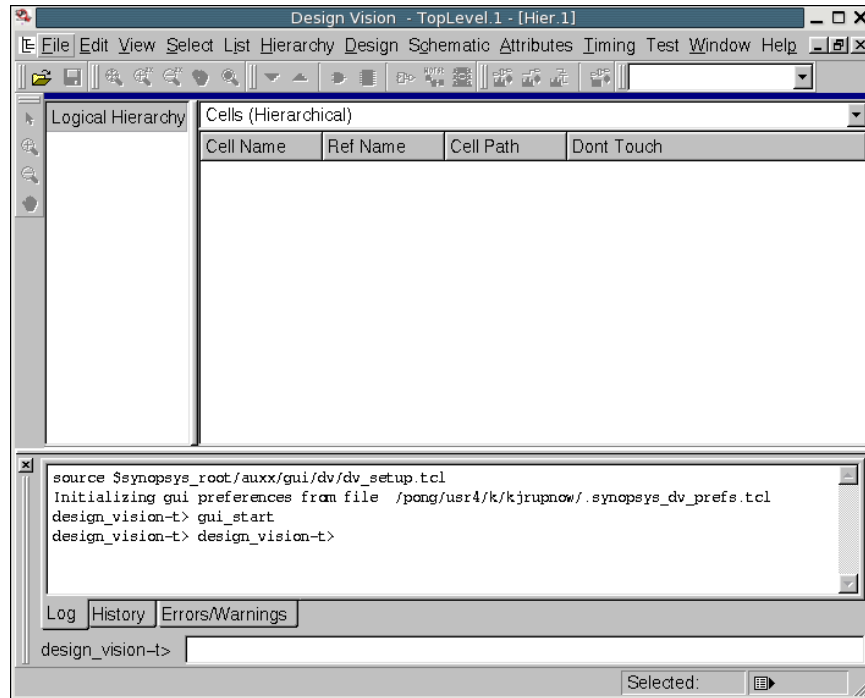 Design Vision - TopLevel.1 - [Hier.1]
File Edit View Select List Hierarchy Design Schematic Attributes Timing Test Window Help
Logical Hierarchy
Cells (Hierarchical)
Cell Name Ref Name Cell Path Dont Touch
source $synopsys_root/auxx/gui/dv/dv_setup.tcl
Initializing gui preferences from file /pong/usr4/k/kjrupnow/.synopsys_dv_prefs.tcl
design_vision-t> gui_start
design_vision-t> design_vision-t>
Log History Errors/Warnings
design_vision-t>
Selected: